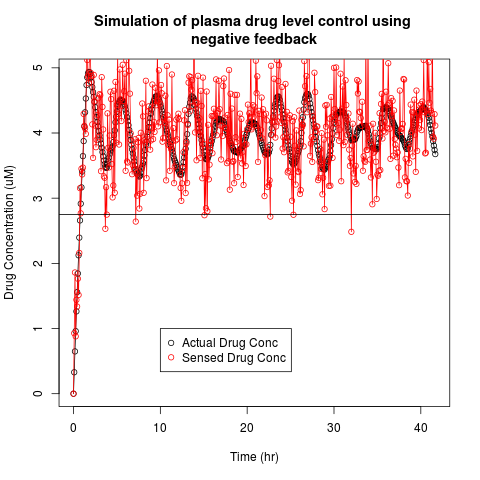 Simulation of plasma drug level control using
negative feedback
Drug Concentration (uM)
5
4
3
2
1
0
Actual Drug Conc
Sensed Drug Conc
0 10 20 30 40
Time (hr)